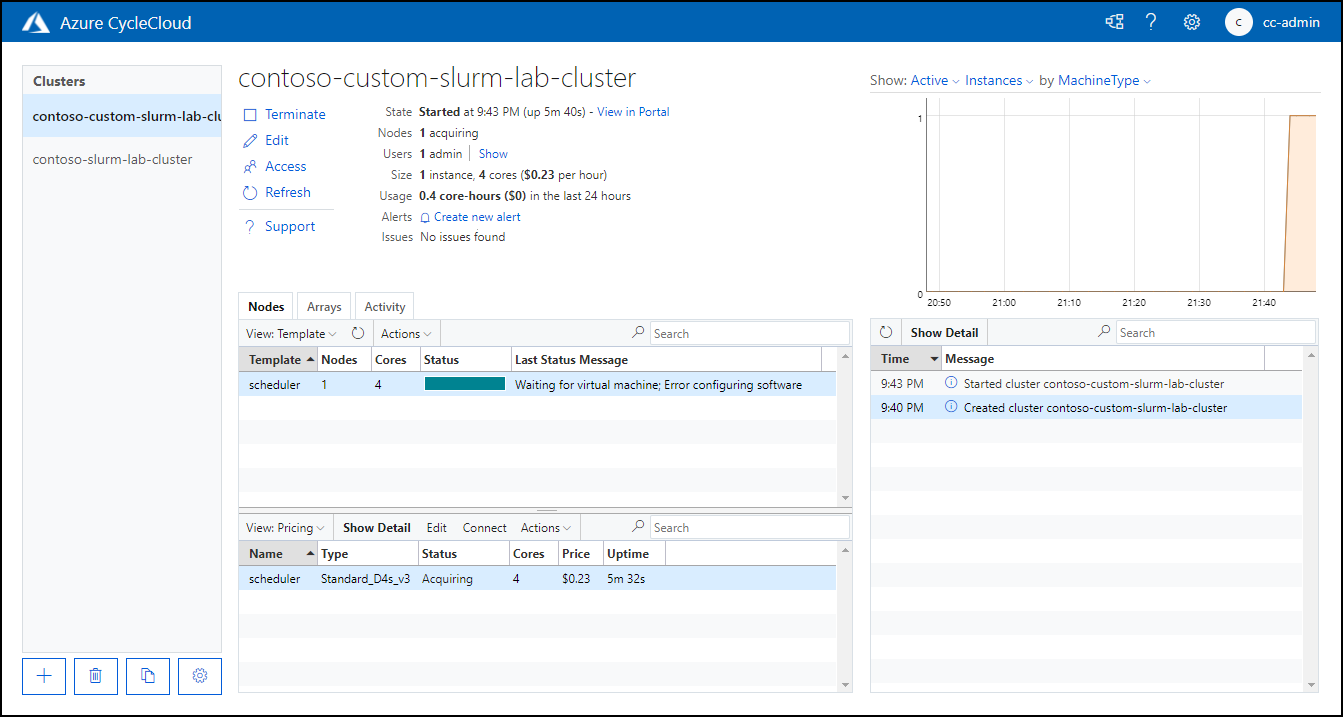 Azure CycleCloud
C cc-admin
Clusters
contoso-custom-slurm-lab-clu
contoso-slurm-lab-cluster
contoso-custom-slurm-lab-cluster
Terminate
Edit
Access
Refresh
? Support
State Started at 9:43 PM (up 5m 40s) - View in Portal
Nodes 1 acquiring
Users 1 admin Show
Size 1 instance, 4 cores ($0.23 per hour)
Usage 0.4 core-hours ($0) in the last 24 hours
Alerts Create new alert
Issues No issues found
Show: Active Instances by MachineType
1
0
20:50 21:00 21:10 21:20 21:30 21:40
Nodes Arrays Activity
View: Template Actions Search
Template Nodes Cores Status Last Status Message
scheduler 1 4 Waiting for virtual machine; Error configuring software
View: Pricing Show Detail Edit Connect Actions Search
Name Type Status Cores Price Uptime
scheduler Standard_D4s_v3 Acquiring 4 $0.23 5m 32s
Show Detail Search
Time Message
9:43 PM Started cluster contoso-custom-slurm-lab-cluster
9:40 PM Created cluster contoso-custom-slurm-lab-cluster